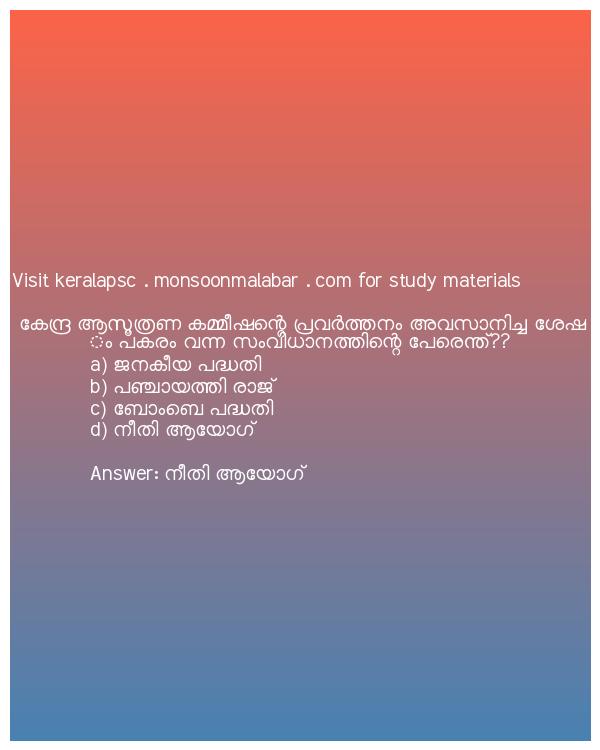 Visit keralapsc . monsoonmalabar . com for study materials
കേന്ദ്ര ആസൂത്രണ കമ്മീഷന്റെ പ്രവർത്തനം അവസാനിച്ച ശേഷ
ം പകരം വന്ന സംവിധാനത്തിന്റെ പേരെന്ത്??
a) ജനകീയ പദ്ധതി
b) പഞ്ചായത്തി രാജ്
c) ബോംബെ പദ്ധതി
d) നീതി ആയോഗ്
Answer: നീതി ആയോഗ്